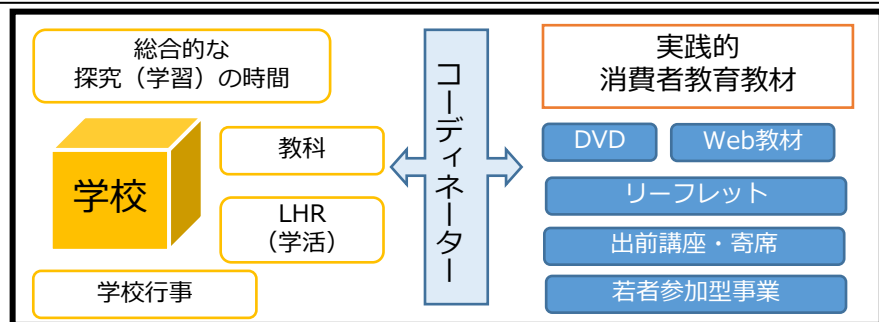 総合的な
探究（学習）の時間
学校
教科
LHR
（学活）
学校行事
コーディネーター
実践的
消費者教育教材
DVD
Web教材
リーフレット
出前講座・寄席
若者参加型事業